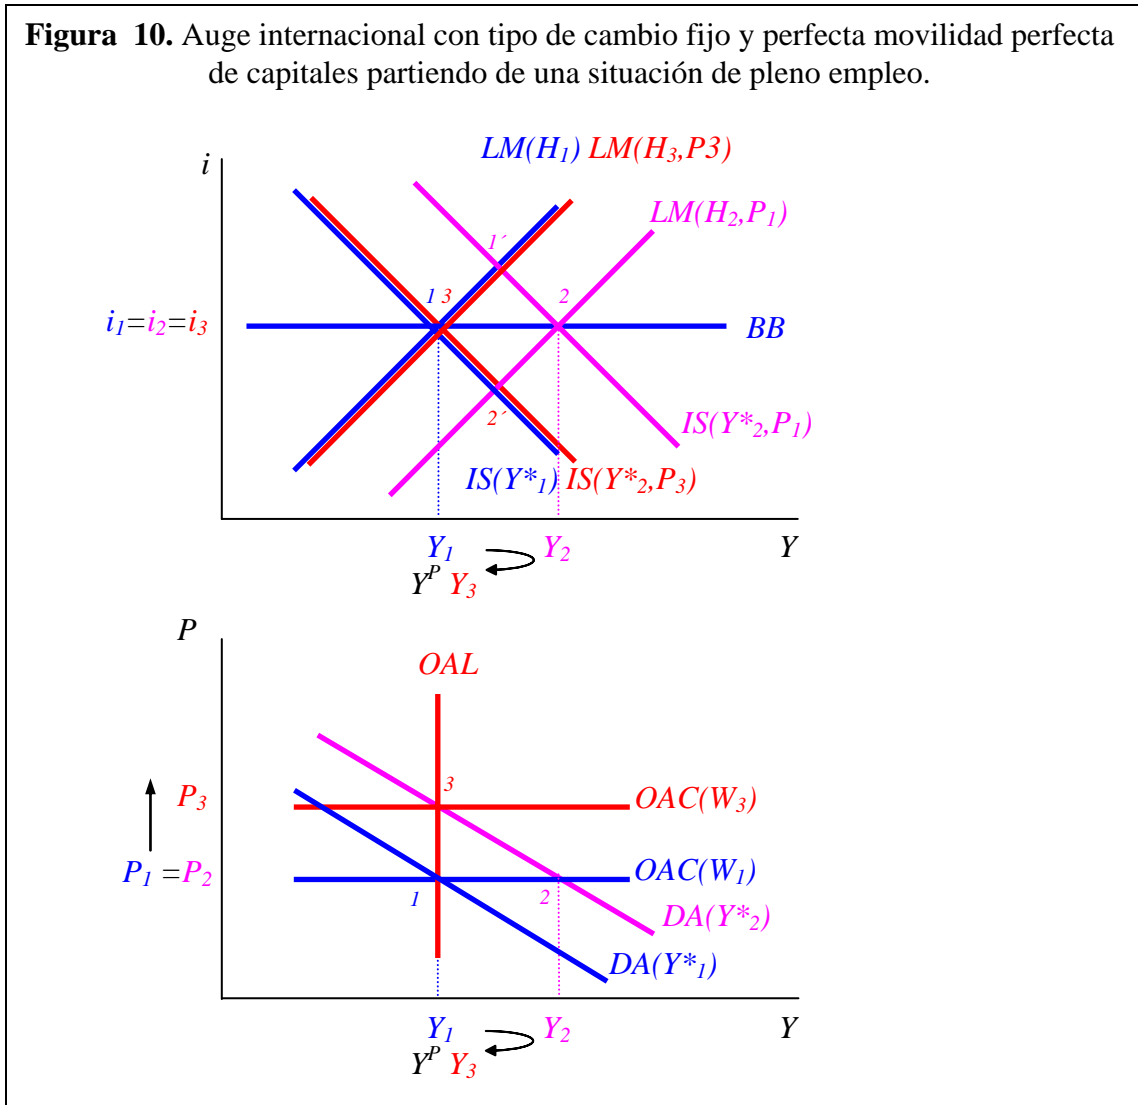 Figura 10. Auge internacional con tipo de cambio fijo y perfecta movilidad perfecta
de capitales partiendo de una situación de pleno empleo.
i
LM(H1) LM(H3,P3)
LM(H2,P1)
1´
1 3
2
i1=i2=i3
BB
2´
IS(Y*2,P1)
IS(Y*1) IS(Y*2,P3)
Y1
Y2
Y
YP Y3
P
OAL
3
P3
OAC(W3)
P1 =P2
OAC(W1)
1
2
DA(Y*2)
DA(Y*1)
Y1
Y2
Y
YP Y3